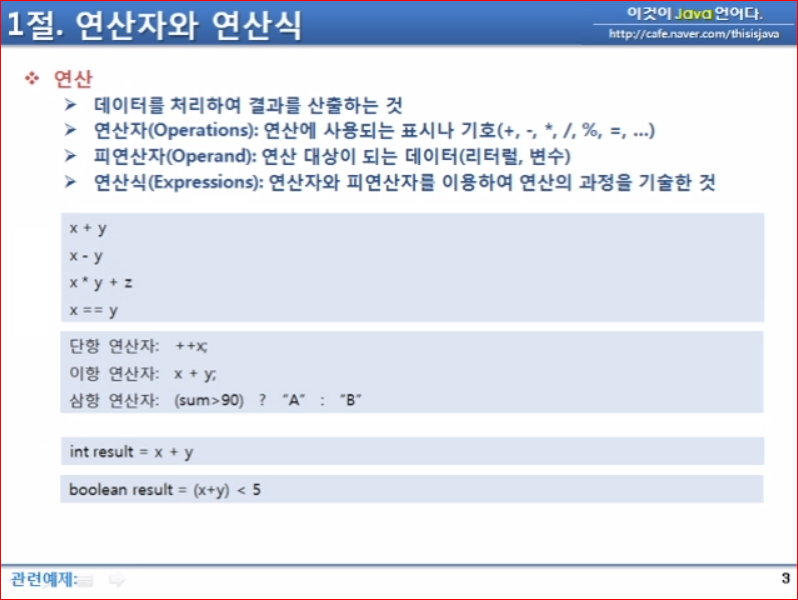 1절. 연산자와 연산식
이것이 Java 언어다.
http://cafe.naver.com/thisisjava
연산
데이터를 처리하여 결과를 산출하는 것
연산자(Operations): 연산에 사용되는 표시나 기호(+, -, *, /, %, =, ...)
피연산자(Operand): 연산 대상이 되는 데이터(리터럴, 변수)
연산식(Expressions): 연산자와 피연산자를 이용하여 연산의 과정을 기술한 것
x + y
x - y
x * y + z
x == y
단항 연산자: ++x;
이항 연산자: x + y;
삼항 연산자: (sum>90) ? “A” : “B”
int result = x + y
boolean result = (x+y) < 5
관련예제:
3